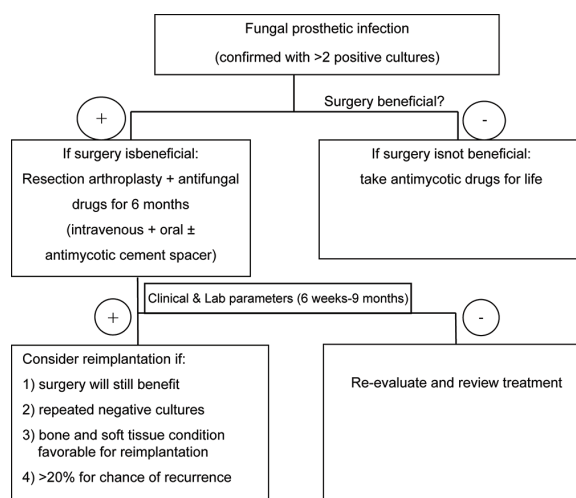 Fungal prosthetic infection
(confirmed with >2 positive cultures)
Surgery beneficial?
+
-
If surgery isbeneficial:
Resection arthroplasty + antifungal
drugs for 6 months
(intravenous + oral ±
antimycotic cement spacer)
If surgery isnot beneficial:
take antimycotic drugs for life
Clinical & Lab parameters (6 weeks-9 months)
+
-
Consider reimplantation if:
1) surgery will still benefit
2) repeated negative cultures
3) bone and soft tissue condition
favorable for reimplantation
4) >20% for chance of recurrence
Re-evaluate and review treatment